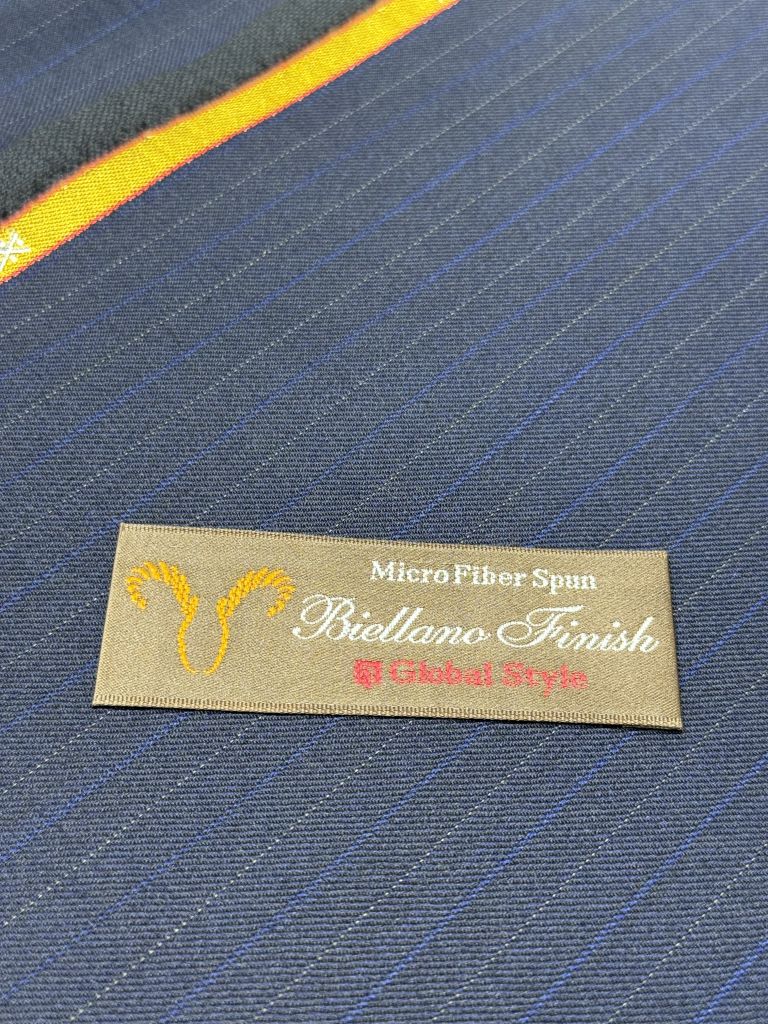 Micro Fiber Spun
Biellano Finish
Global Style